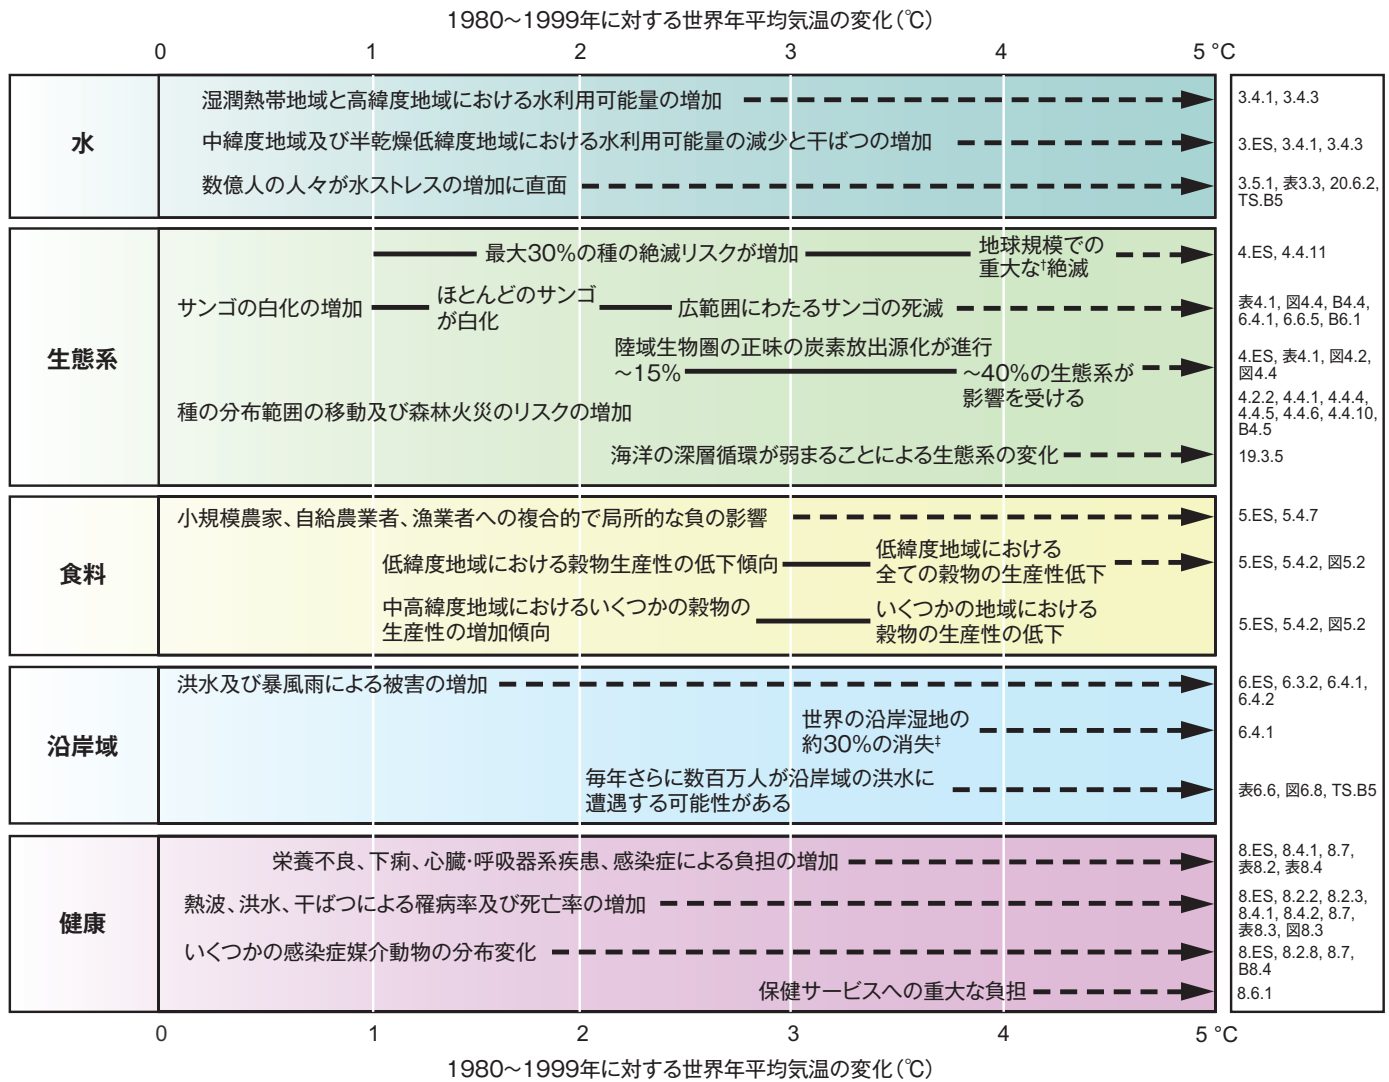 1980～1999年に対する世界年平均気温の変化(℃)
0 1 2 3 4 5 °C
水
湿潤熱帯地域と高緯度地域における水利用可能量の増加
3.4.1, 3.4.3
中緯度地域及び半乾燥低緯度地域における水利用可能量の減少と干ばつの増加
3.ES, 3.4.1, 3.4.3
数億人の人々が水ストレスの増加に直面
3.5.1, 表3.3, 20.6.2,
TS.B5
生態系
最大30%の種の絶滅リスクが増加
地球規模での
重大な†絶滅
4.ES, 4.4.11
サンゴの白化の増加
ほとんどのサンゴ
が白化
広範囲にわたるサンゴの死滅
表4.1, 図4.4, B4.4,
6.4.1, 6.6.5, B6.1
陸域生物圏の正味の炭素放出源化が進行
～15%
～40%の生態系が
影響を受ける
4.ES, 表4.1, 図4.2,
図4.4
種の分布範囲の移動及び森林火災のリスクの増加
4.2.2, 4.4.1, 4.4.4,
4.4.5, 4.4.6, 4.4.10,
B4.5
海洋の深層循環が弱まることによる生態系の変化
19.3.5
食料
小規模農家、自給農業者、漁業者への複合的で局所的な負の影響
5.ES, 5.4.7
低緯度地域における穀物生産性の低下傾向
低緯度地域における
全ての穀物の生産性低下
5.ES, 5.4.2, 図5.2
中高緯度地域におけるいくつかの穀物の
生産性の増加傾向
いくつかの地域における
穀物の生産性の低下
5.ES, 5.4.2, 図5.2
沿岸域
洪水及び暴風雨による被害の増加
6.ES, 6.3.2, 6.4.1,
6.4.2
世界の沿岸湿地の
約30%の消失‡
6.4.1
毎年さらに数百万人が沿岸域の洪水に
遭遇する可能性がある
表6.6, 図6.8, TS.B5
健康
栄養不良、下痢、心臓・呼吸器系疾患、感染症による負担の増加
8.ES, 8.4.1, 8.7,
表8.2, 表8.4
熱波、洪水、干ばつによる罹病率及び死亡率の増加
8.ES, 8.2.2, 8.2.3,
8.4.1, 8.4.2, 8.7,
表8.3, 図8.3
いくつかの感染症媒介動物の分布変化
8.ES, 8.2.8, 8.7,
B8.4
保健サービスへの重大な負担
8.6.1
0 1 2 3 4 5 °C
1980～1999年に対する世界年平均気温の変化(℃)